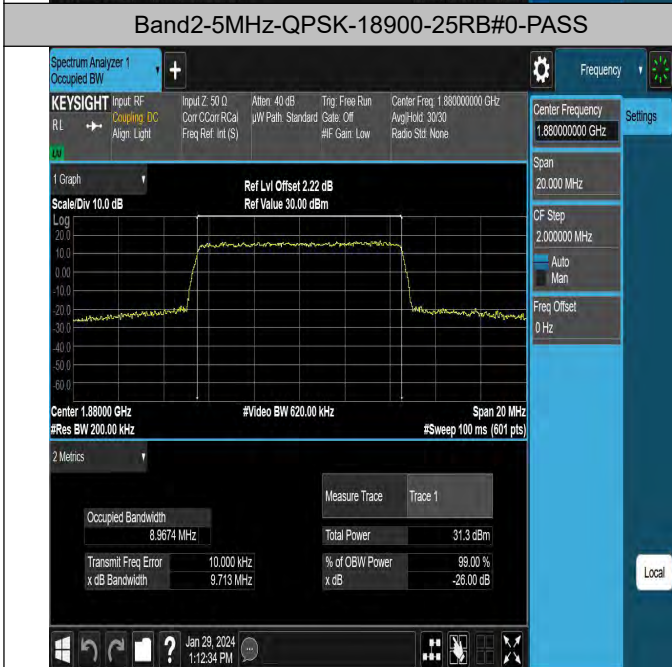 Band2-5MHz-QPSK-18900-25RB#0-PASS
Spectrum Analyzer 1
Occupied BW
Frequency
KEYSIGHT Input: RF Input Z: 50 Ω Atten: 40 dB Trig: Free Run Center Freq: 1.880000000 GHz
RL Coupling: DC Corr CCorr RCal µW Path: Standard Gate: Off Avg|Hold: 30/30
Align: Light Freq Ref: Int (S) #IF Gain: Low Radio Std: None
Center Frequency
1.880000000 GHz
Settings
Span
20.000 MHz
CF Step
2.000000 MHz
Auto
Man
Freq Offset
0 Hz
1 Graph
Ref Lvl Offset 2.22 dB
Scale/Div 10.0 dB Ref Value 30.00 dBm
Log
20.0
10.0
0.00
-10.0
-20.0
-30.0
-40.0
-50.0
-60.0
Center 1.88000 GHz #Video BW 620.00 kHz Span 20 MHz
#Res BW 200.00 kHz #Sweep 100 ms (601 pts)
2 Metrics
Measure Trace Trace 1
Occupied Bandwidth
8.9674 MHz
Total Power 31.3 dBm
Transmit Freq Error 10.000 kHz % of OBW Power 99.00 %
x dB Bandwidth 9.713 MHz x dB -26.00 dB
Local
Jan 29, 2024
1:12:34 PM